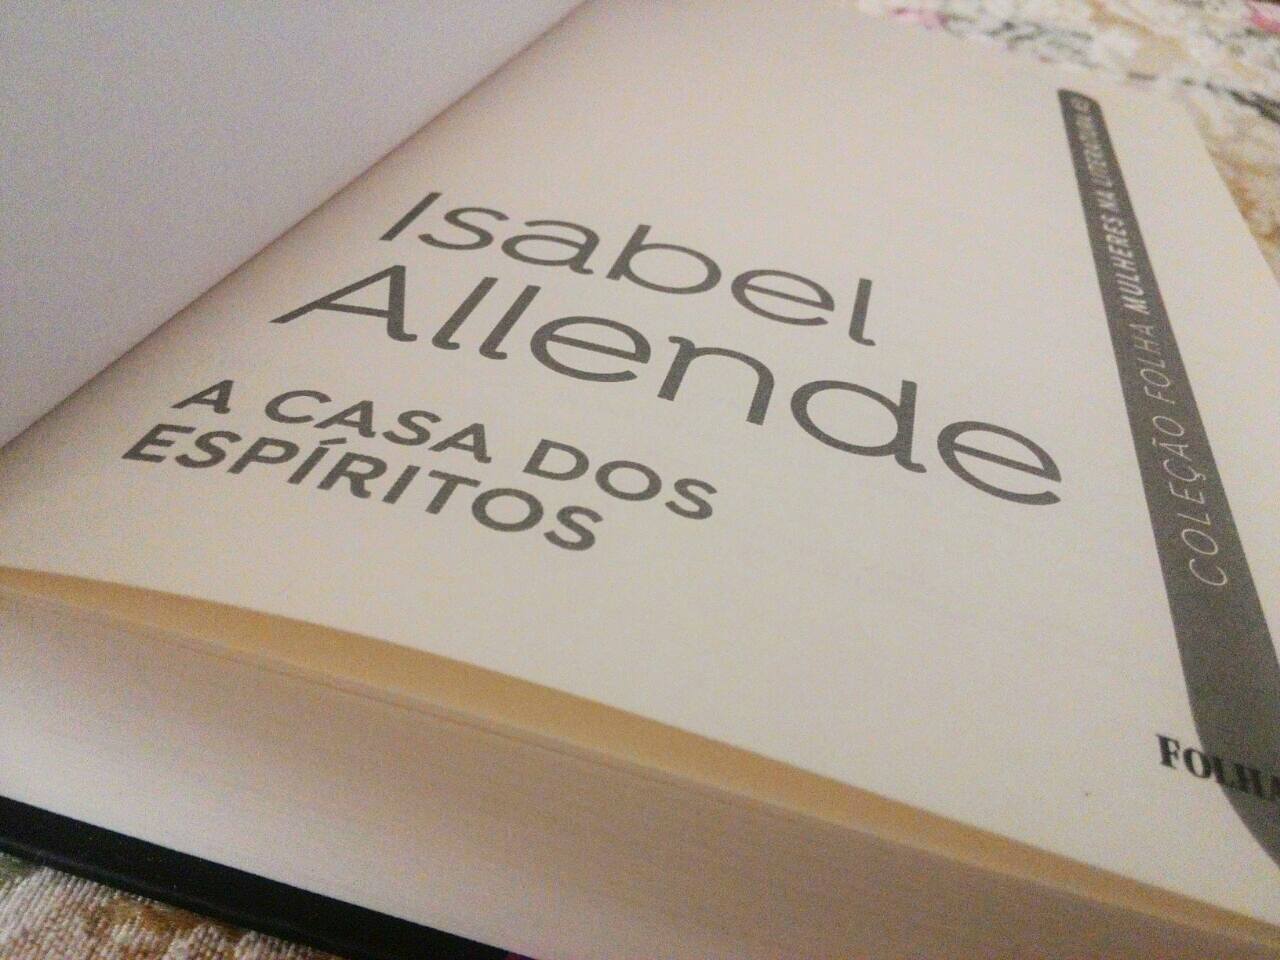 Isabel
Allende
A CASA DOS
ESPÍRITOS
COLEÇÃO FOLHA MULHERES NA LITERATURA
FOLHA